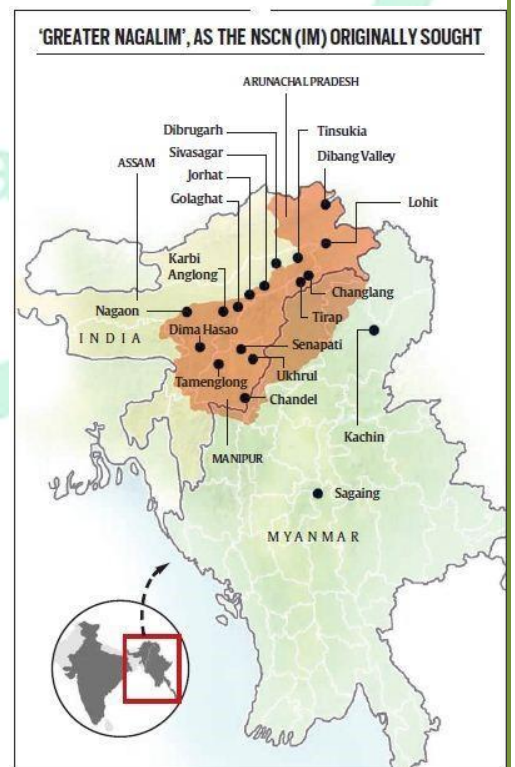 ‘GREATER NAGALIM’, AS THE NSCN (IM) ORIGINALLY SOUGHT
ARUNACHAL PRADESH
Dibrugarh
Tinsukia
Sivasagar
Dibang Valley
ASSAM
Jorhat
Golaghat
Lohit
Karbi
Anglong
Changlang
Nagaon
Tirap
Dima Hasao
INDIA
Senapati
Tamenglong
Ukhrul
Chandel
Kachin
MANIPUR
Sagaing
MYANMAR